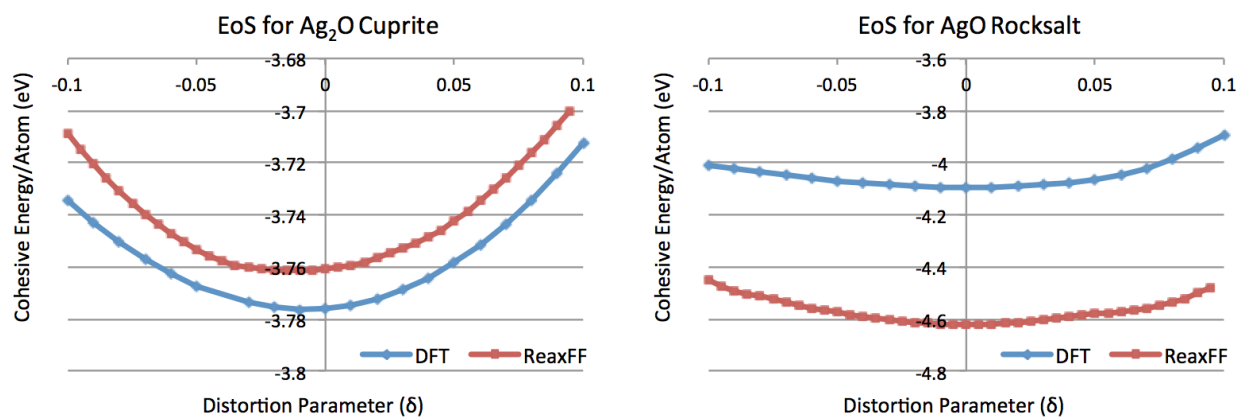 EoS for Ag₂O Cuprite
-3.68
-0.1 -0.05 0 0.05 0.1
-3.7
-3.72
-3.74
-3.76
-3.78
-3.8
Cohesive Energy/Atom (eV)
DFT ReaxFF
Distortion Parameter (δ)
EoS for AgO Rocksalt
-3.6
-0.1 -0.05 0 0.05 0.1
-3.8
-4
-4.2
-4.4
-4.6
-4.8
Cohesive Energy/Atom (eV)
DFT ReaxFF
Distortion Parameter (δ)